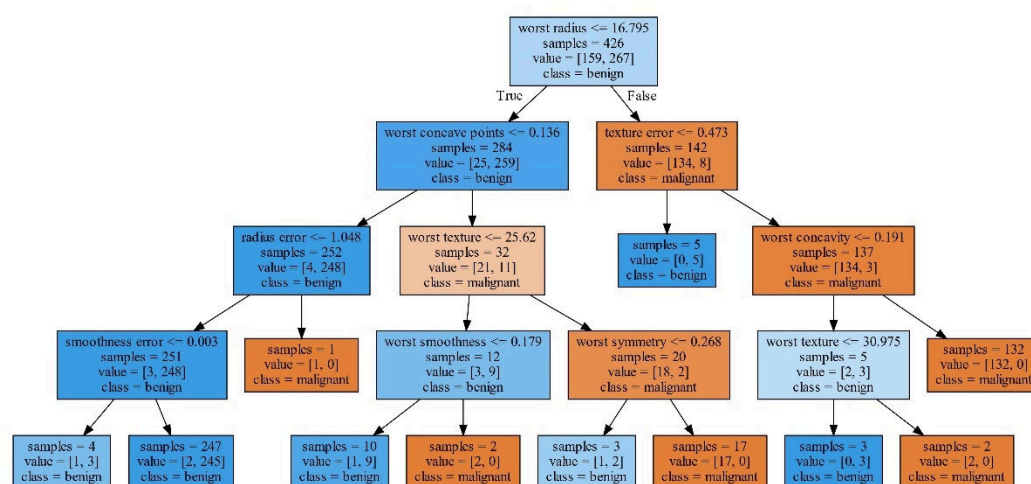 worst radius <= 16.795
samples = 426
value = [159, 267]
class = benign
True
False
worst concave points <= 0.136
samples = 284
value = [25, 259]
class = benign
texture error <= 0.473
samples = 142
value = [134, 8]
class = malignant
radius error <= 1.048
samples = 252
value = [4, 248]
class = benign
worst texture <= 25.62
samples = 32
value = [21, 11]
class = malignant
samples = 5
value = [0, 5]
class = benign
worst concavity <= 0.191
samples = 137
value = [134, 3]
class = malignant
smoothness error <= 0.003
samples = 251
value = [3, 248]
class = benign
samples = 1
value = [1, 0]
class = malignant
worst smoothness <= 0.179
samples = 12
value = [3, 9]
class = benign
worst symmetry <= 0.268
samples = 20
value = [18, 2]
class = malignant
worst texture <= 30.975
samples = 5
value = [2, 3]
class = benign
samples = 132
value = [132, 0]
class = malignant
samples = 4
value = [1, 3]
class = benign
samples = 247
value = [2, 245]
class = benign
samples = 10
value = [1, 9]
class = benign
samples = 2
value = [2, 0]
class = malignant
samples = 3
value = [1, 2]
class = benign
samples = 17
value = [17, 0]
class = malignant
samples = 3
value = [0, 3]
class = benign
samples = 2
value = [2, 0]
class = malignant